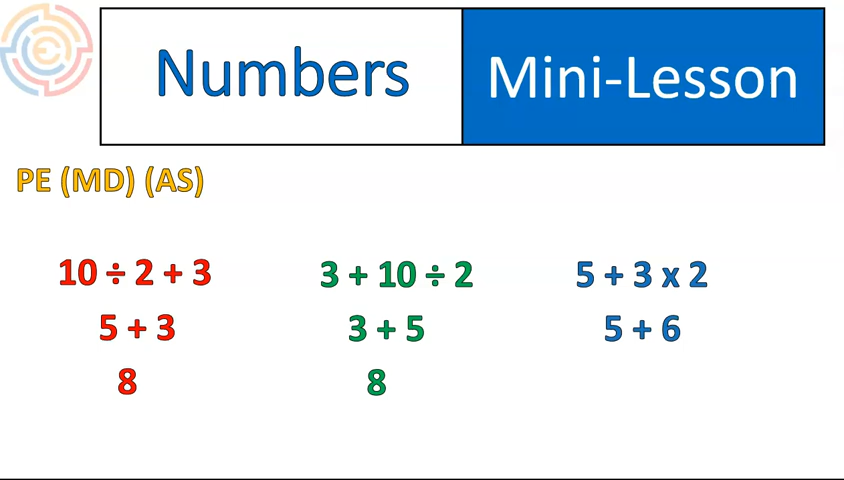 Numbers Mini-Lesson
PE (MD) (AS)
10 ÷ 2 + 3
5 + 3
8
3 + 10 ÷ 2
3 + 5
8
5 + 3 x 2
5 + 6